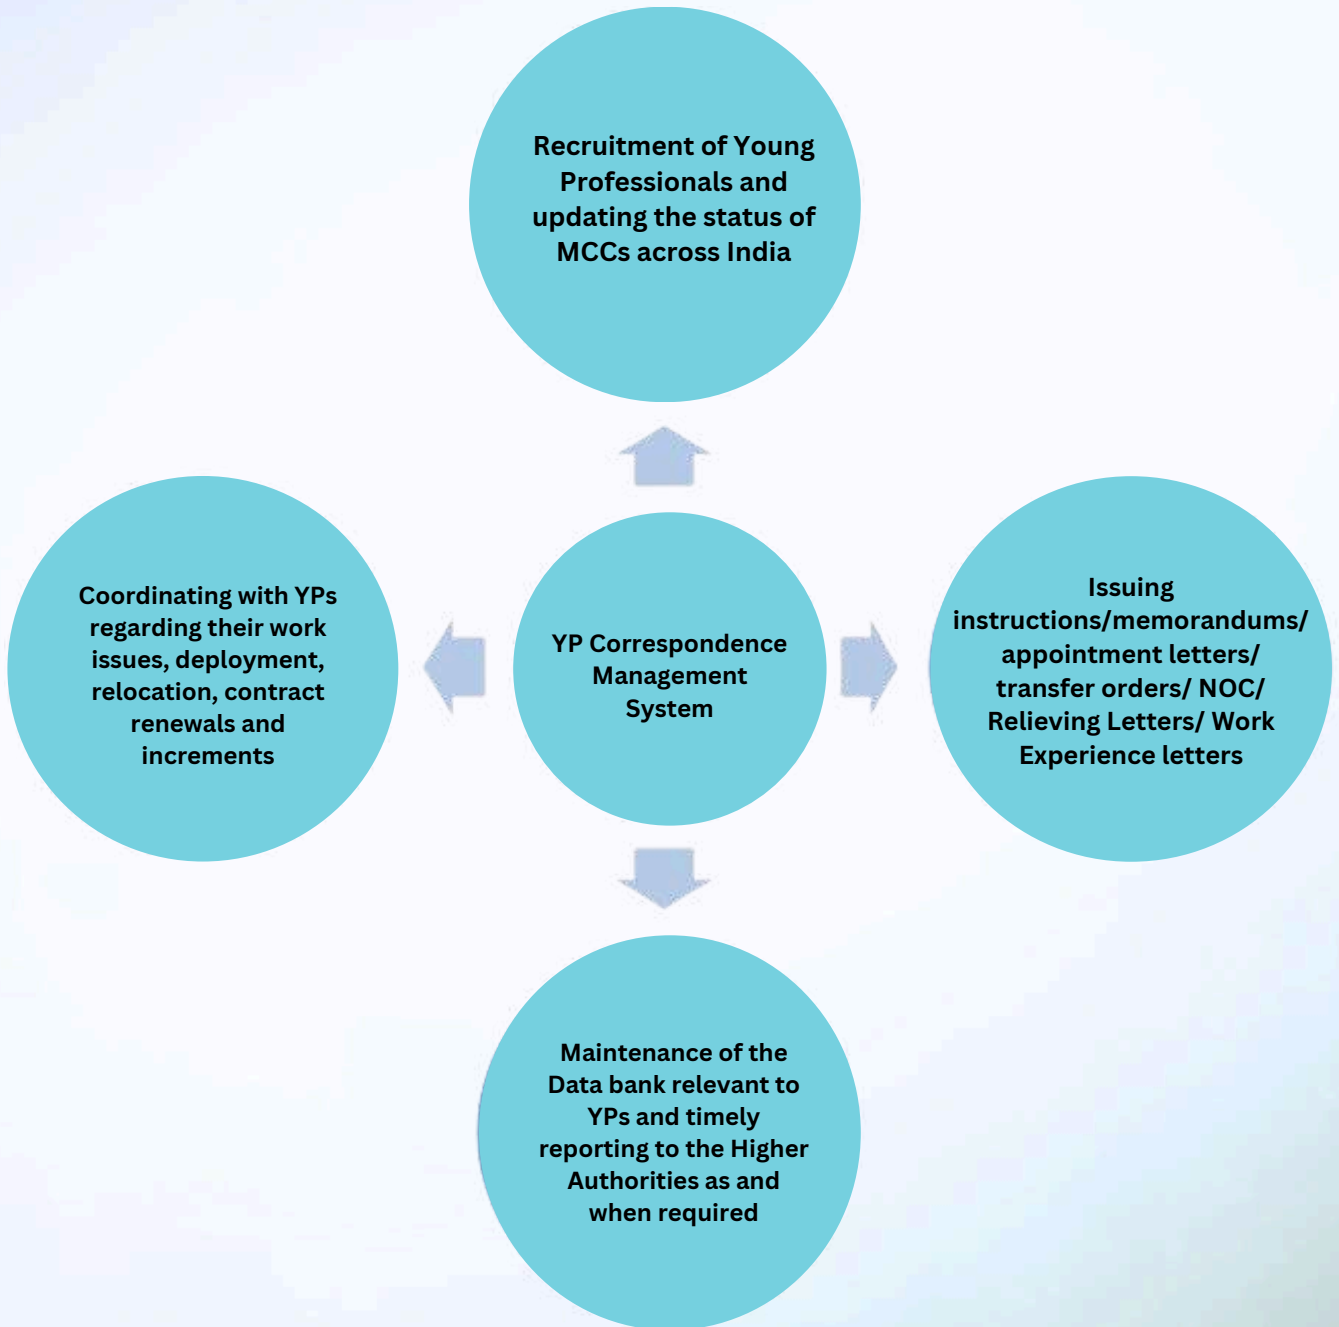 Recruitment of Young
Professionals and
updating the status of
MCCs across India
Coordinating with YPs
regarding their work
issues, deployment,
relocation, contract
renewals and
increments
YP Correspondence
Management
System
Issuing
instructions/memorandums/
appointment letters/
transfer orders/ NOC/
Relieving Letters/ Work
Experience letters
Maintenance of the
Data bank relevant to
YPs and timely
reporting to the Higher
Authorities as and
when required